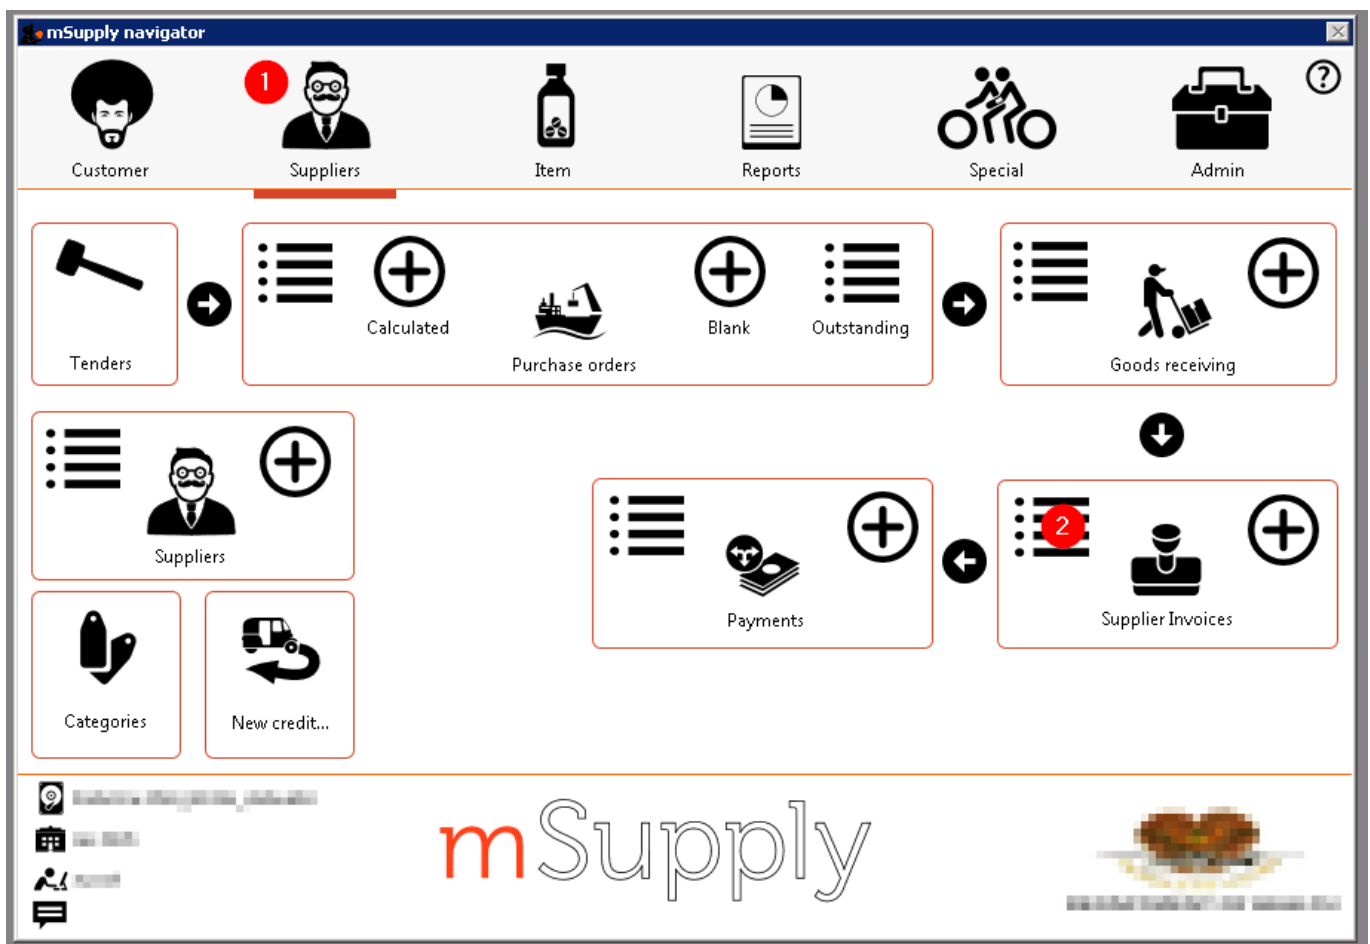 mSupply navigator
1
?
Customer
Suppliers
Item
Reports
Special
Admin
Calculated
Blank
Outstanding
Tenders
Purchase orders
Goods receiving
2
Suppliers
Payments
Supplier Invoices
Categories
New credit...
mSupply